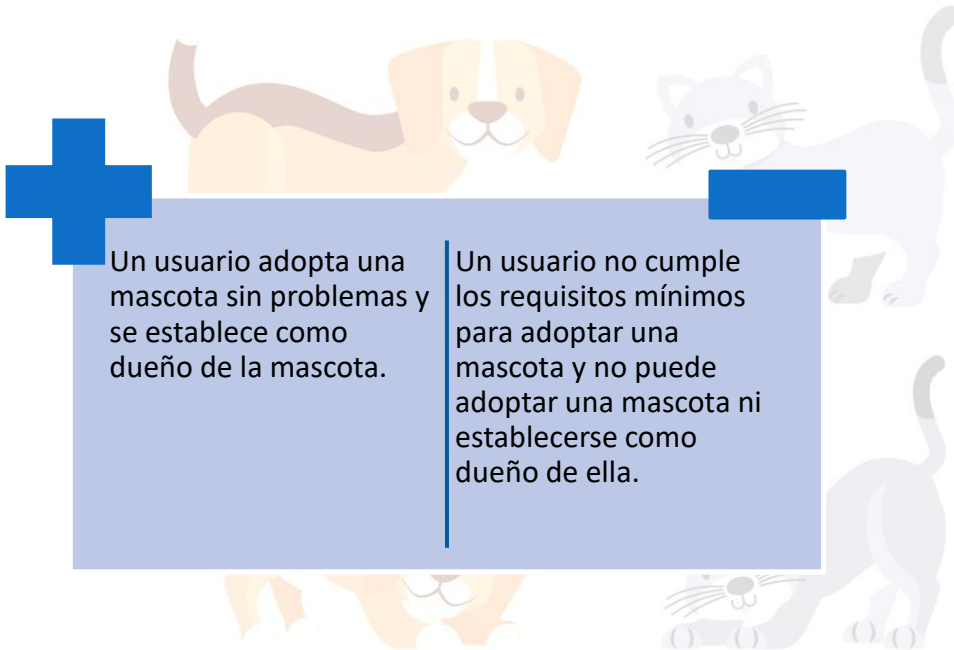 Un usuario adopta una
mascota sin problemas y
se establece como
dueño de la mascota.
Un usuario no cumple
los requisitos mínimos
para adoptar una
mascota y no puede
adoptar una mascota ni
establecerse como
dueño de ella.